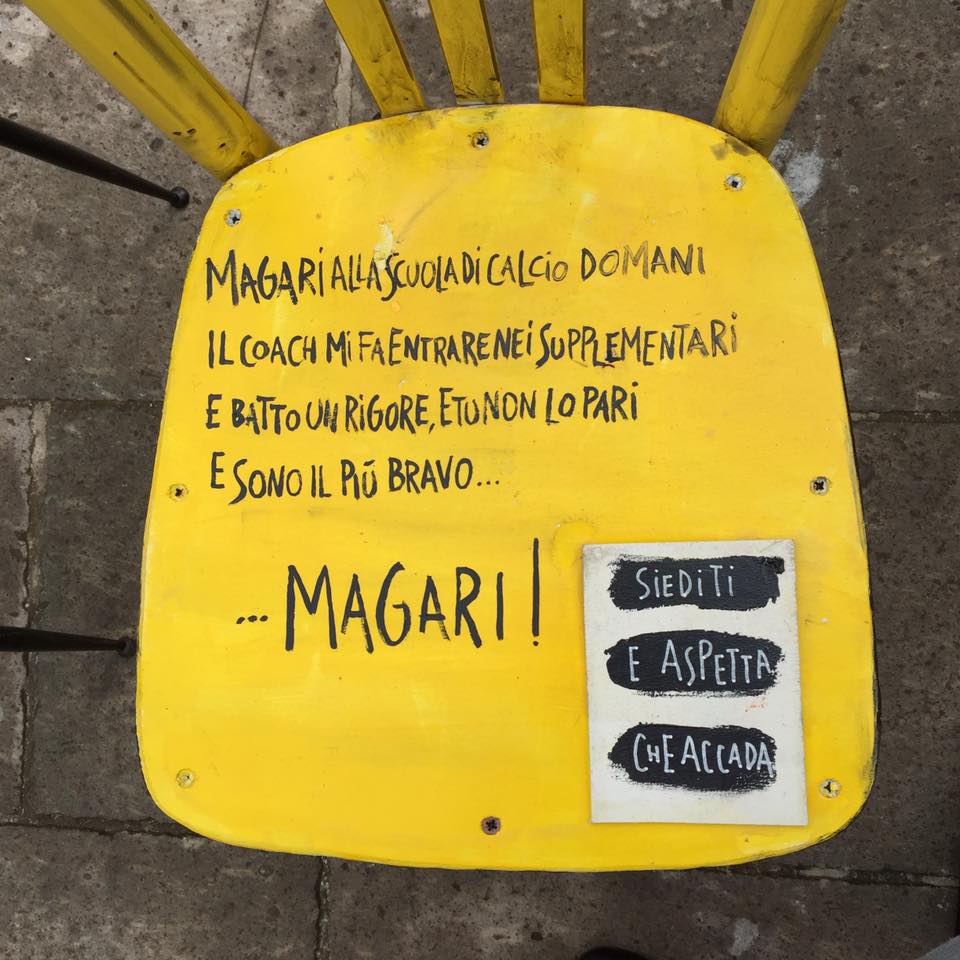 MAGARI ALLA SCUOLA DI CALCIO DOMANI
IL COACH MI FA ENTRARE NEI SUPPLEMENTARI
E BATTO UN RIGORE, E TU NON LO PARI
E SONO IL PIÙ BRAVO...
...MAGARI!
SIEDITI
E ASPETTA
CHE ACCADA